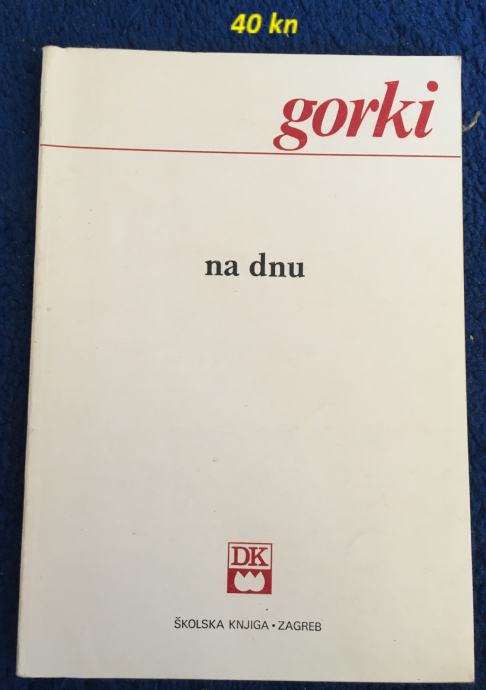 40 kn
gorki
na dnu
DK
ŠKOLSKA KNJIGA • ZAGREB